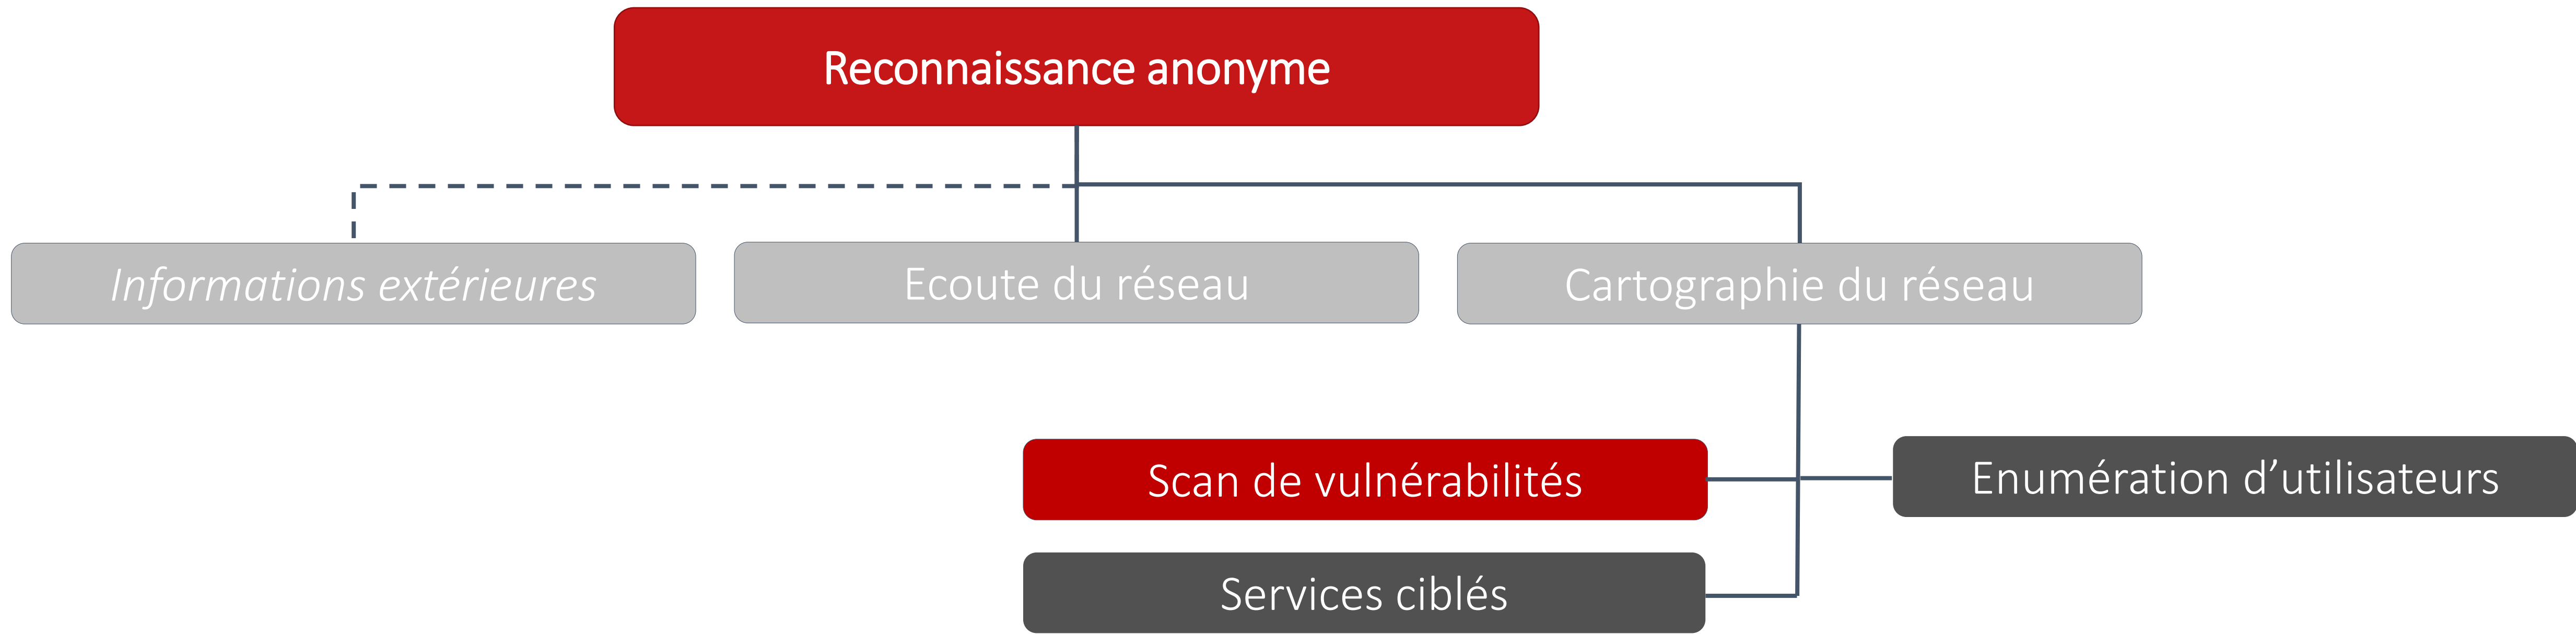 Reconnaissance anonyme
Informations extérieures
Ecoute du réseau
Cartographie du réseau
Scan de vulnérabilités
Enumération d’utilisateurs
Services ciblés